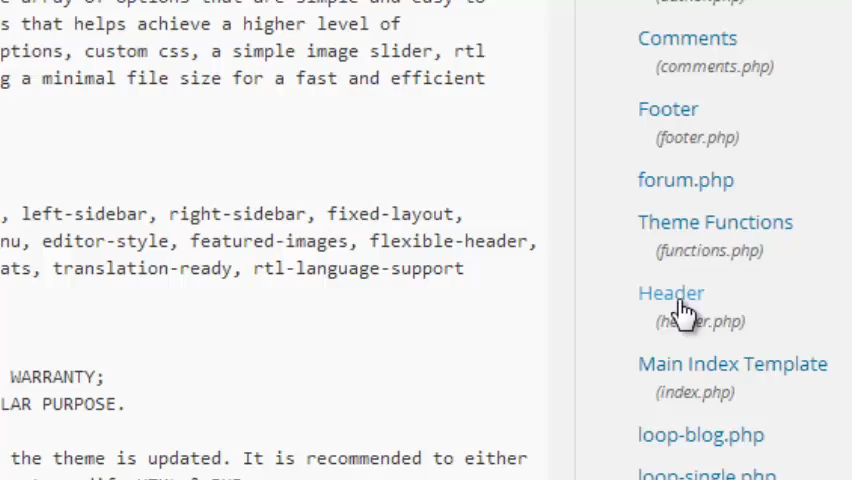 s that helps achieve a higher level of
ptions, custom css, a simple image slider, rtl
g a minimal file size for a fast and efficient
, left-sidebar, right-sidebar, fixed-layout,
nu, editor-style, featured-images, flexible-header,
ats, translation-ready, rtl-language-support
WARRANTY;
LAR PURPOSE.
the theme is updated. It is recommended to either
Comments
(comments.php)
Footer
(footer.php)
forum.php
Theme Functions
(functions.php)
Header
Main Index Template
(index.php)
loop-blog.php
loop-single.php